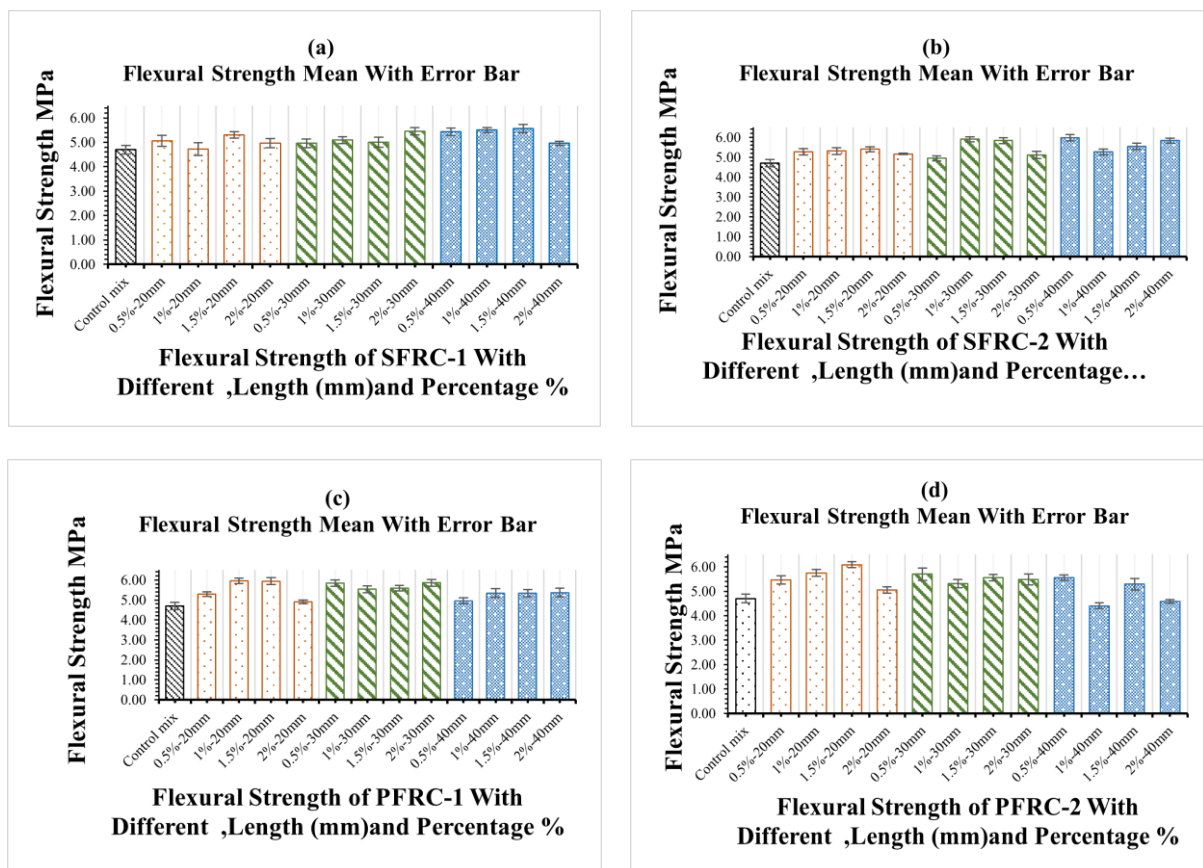 (a)
Flexural Strength Mean With Error Bar
Flexural Strength MPa
6.00
5.00
4.00
3.00
2.00
1.00
0.00
Control mix
0.5%-20mm
1%-20mm
1.5%-20mm
2%-20mm
0.5%-30mm
1%-30mm
1.5%-30mm
2%-30mm
0.5%-40mm
1%-40mm
1.5%-40mm
2%-40mm
Flexural Strength of SFRC-1 With
Different ,Length (mm)and Percentage %
(b)
Flexural Strength Mean With Error Bar
Flexural Strength MPa
6.00
5.00
4.00
3.00
2.00
1.00
0.00
Control mix
0.5%-20mm
1%-20mm
1.5%-20mm
2%-20mm
0.5%-30mm
1%-30mm
1.5%-30mm
2%-30mm
0.5%-40mm
1%-40mm
1.5%-40mm
2%-40mm
Flexural Strength of SFRC-2 With
Different ,Length (mm)and Percentage…
(c)
Flexural Strength Mean With Error Bar
Flexural Strength MPa
6.00
5.00
4.00
3.00
2.00
1.00
0.00
Control mix
0.5%-20mm
1%-20mm
1.5%-20mm
2%-20mm
0.5%-30mm
1%-30mm
1.5%-30mm
2%-30mm
0.5%-40mm
1%-40mm
1.5%-40mm
2%-40mm
Flexural Strength of PFRC-1 With
Different ,Length (mm)and Percentage %
(d)
Flexural Strength Mean With Error Bar
Flexural Strength MPa
6.00
5.00
4.00
3.00
2.00
1.00
0.00
Control mix
0.5%-20mm
1%-20mm
1.5%-20mm
2%-20mm
0.5%-30mm
1%-30mm
1.5%-30mm
2%-30mm
0.5%-40mm
1%-40mm
1.5%-40mm
2%-40mm
Flexural Strength of PFRC-2 With
Different ,Length (mm)and Percentage %